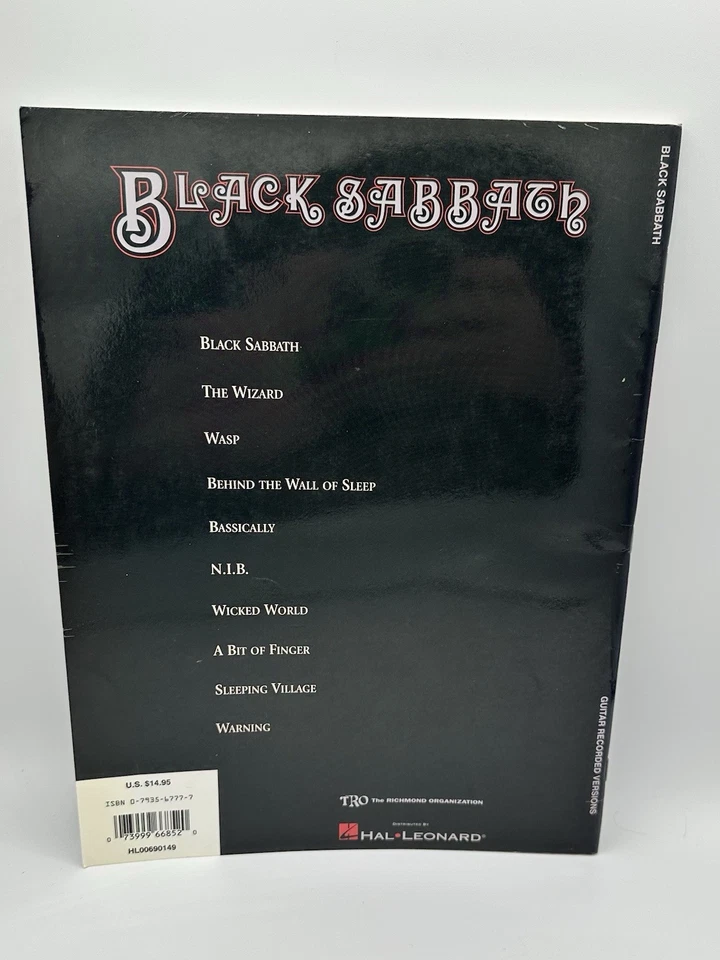 BLACK SABBATH
BLACK SABBATH
THE WIZARD
WASP
BEHIND THE WALL OF SLEEP
BASSICALLY
N.I.B.
WICKED WORLD
A BIT OF FINGER
SLEEPING VILLAGE
WARNING
U.S. $14.95
ISBN 0-7935-6777-7
0 73999 66852 0
HL00690149
TRO The RICHMOND ORGANIZATION
DISTRIBUTED BY
HAL•LEONARD®
BLACK SABBATH
GUITAR RECORDED VERSIONS